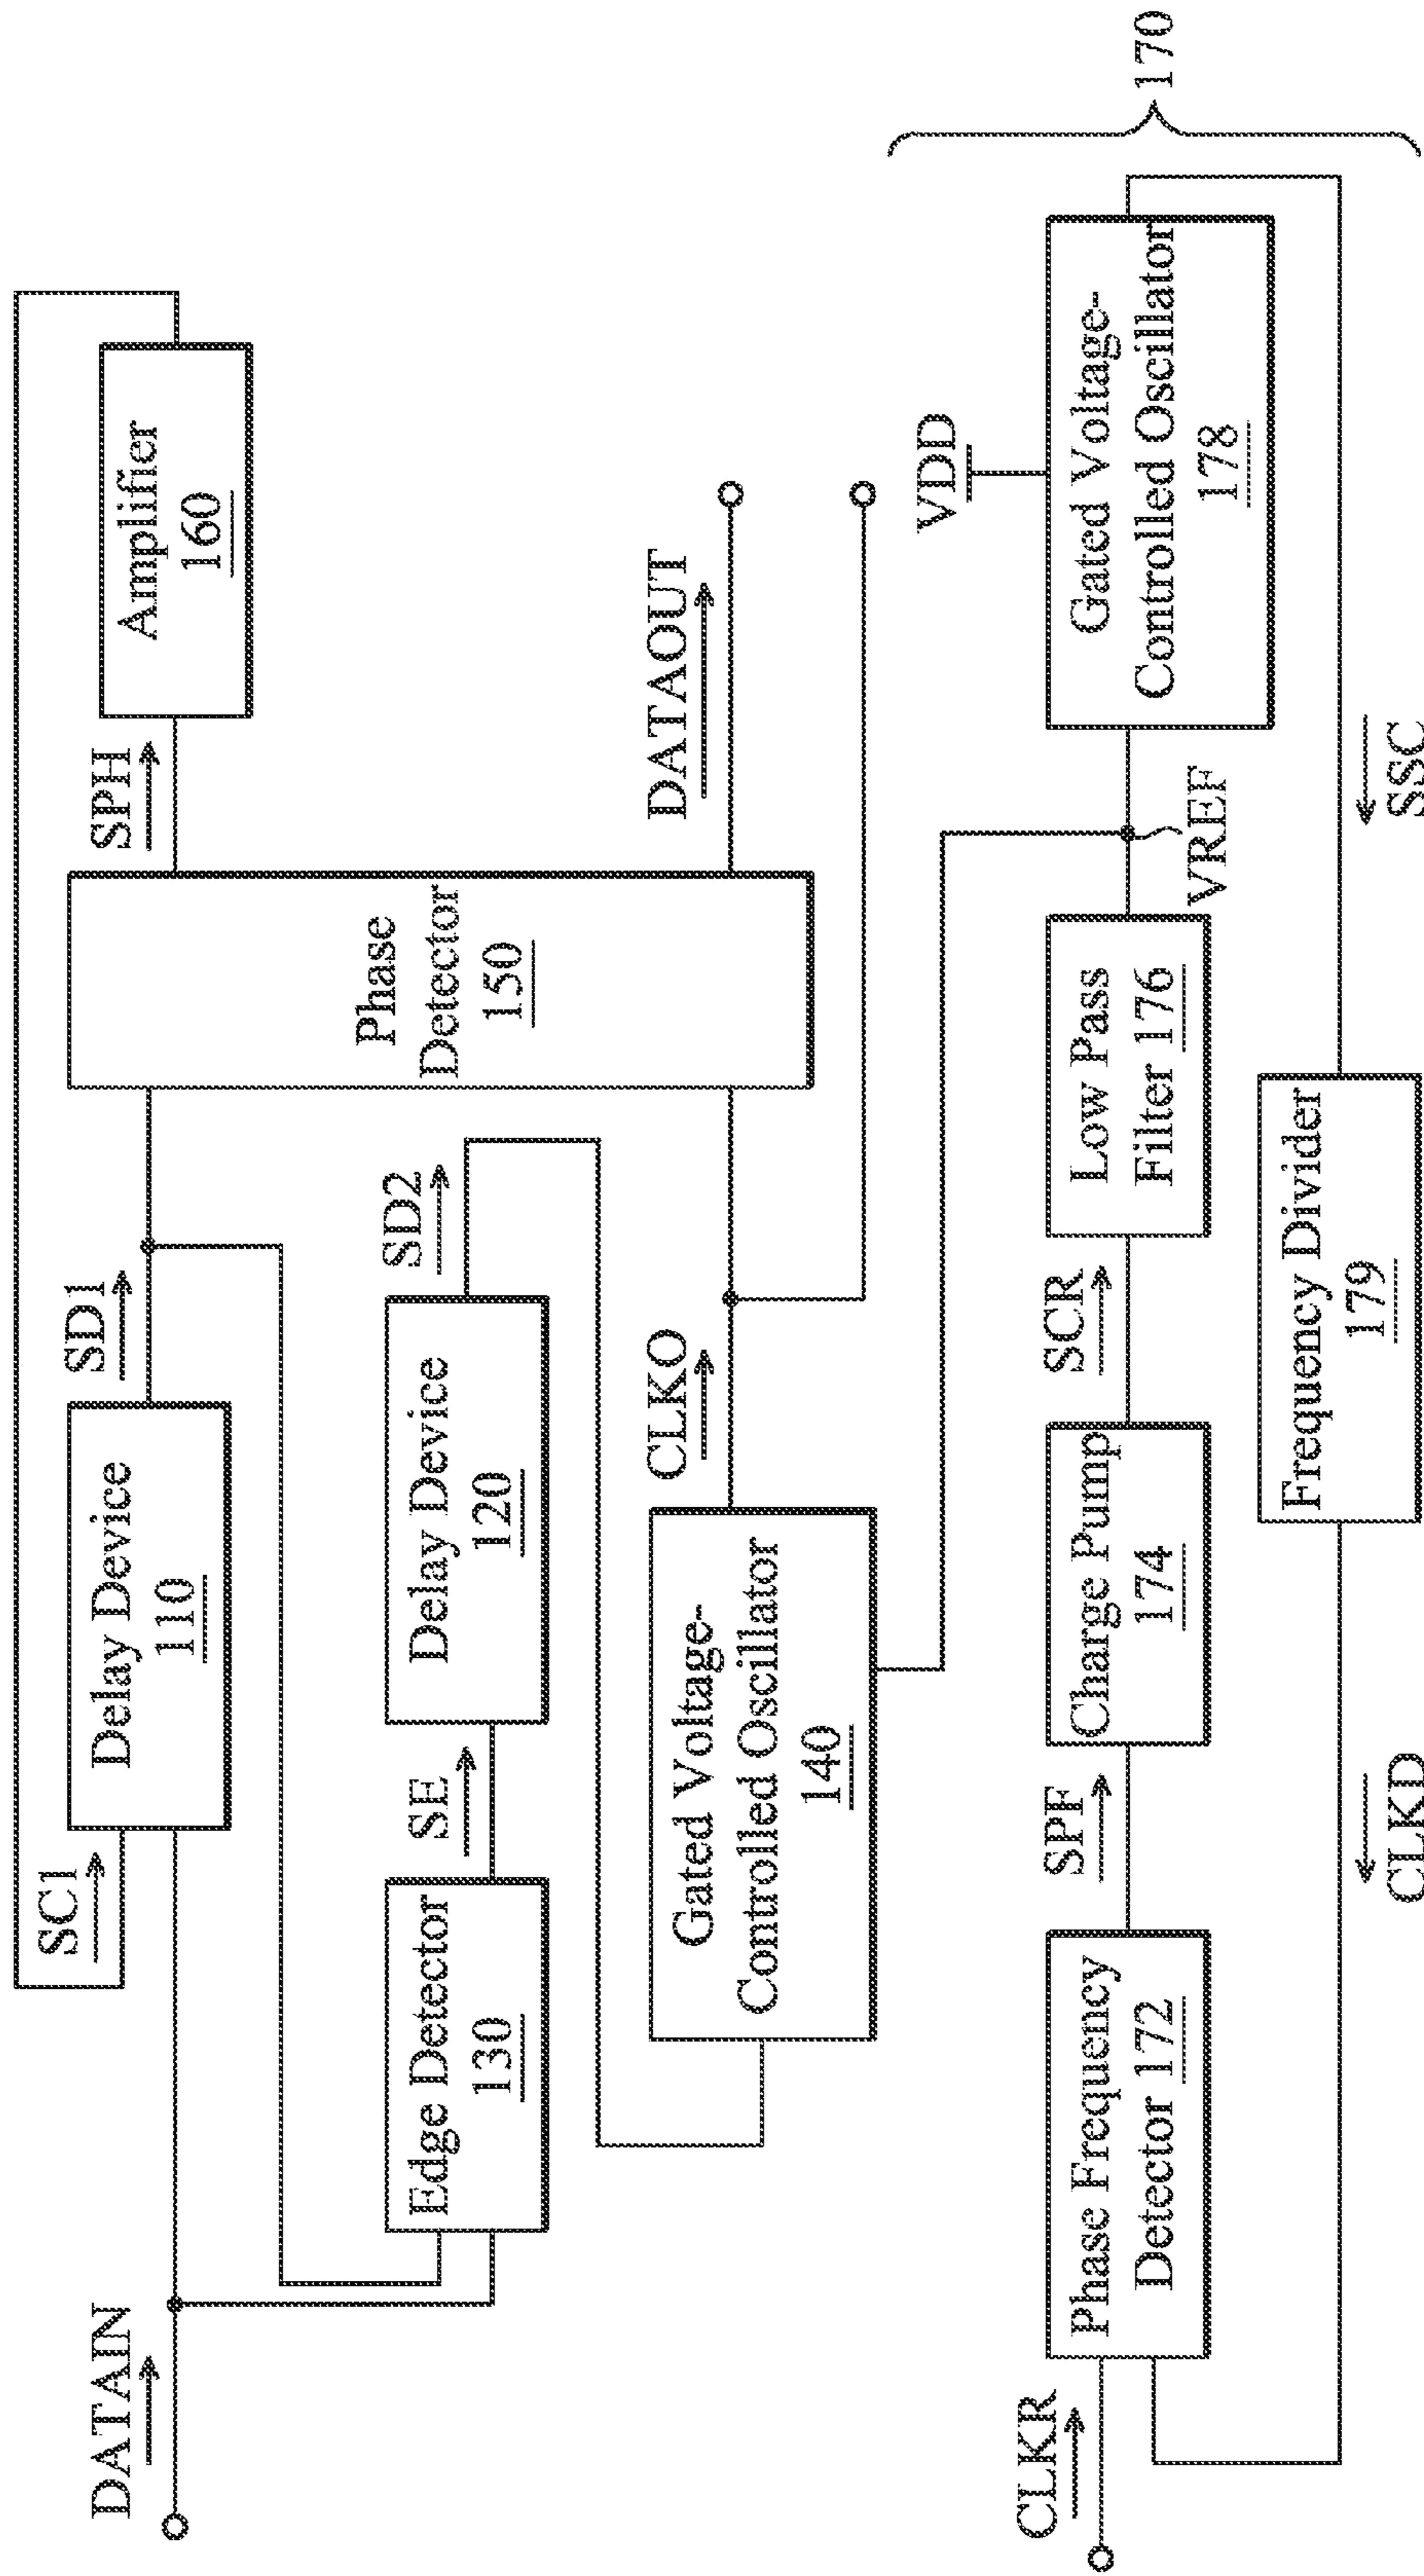 SC1
DATAIN
Delay Device
110
SD1
SPH
Amplifier
160
Phase
Detector
150
Edge Detector
130
SE
Delay Device
120
SD2
Gated Voltage-
Controlled Oscillator
140
CLKO
DATAOUT
CLKR
Phase Frequency
Detector 172
SPF
Charge Pump
174
SCR
Low Pass
Filter 176
VREF
VDD
Gated Voltage-
Controlled Oscillator
178
170
CLKD
Frequency Divider
179
SSC